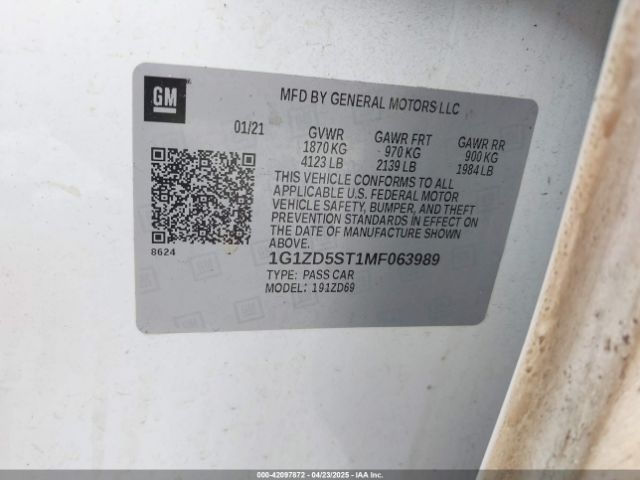 GM
MFD BY GENERAL MOTORS LLC
01/21
GVWR
1870 KG
4123 LB
GAWR FRT
970 KG
2139 LB
GAWR RR
900 KG
1984 LB
THIS VEHICLE CONFORMS TO ALL
APPLICABLE U.S. FEDERAL MOTOR
VEHICLE SAFETY, BUMPER, AND THEFT
PREVENTION STANDARDS IN EFFECT ON
THE DATE OF MANUFACTURE SHOWN
ABOVE.
8624
1G1ZD5ST1MF063989
TYPE: PASS CAR
MODEL: 191ZD69
000-42097872 - 04/23/2025 - IAAI.COM